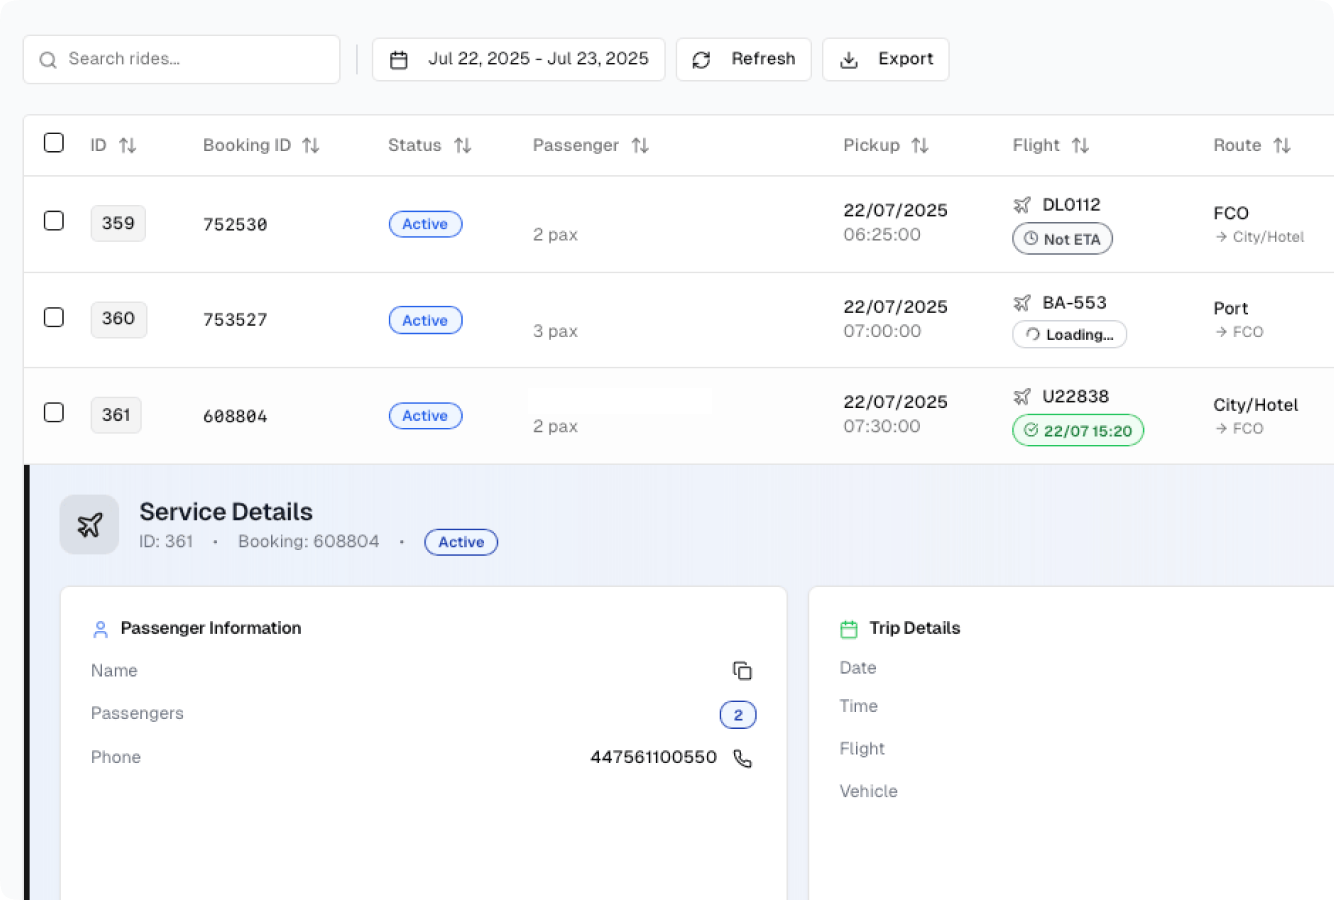 Search rides...
Jul 22, 2025 - Jul 23, 2025
Refresh
Export
ID Booking ID Status Passenger Pickup Flight Route
359 752530 Active 2 pax 22/07/2025 06:25:00 DL0112 Not ETA FCO → City/Hotel
360 753527 Active 3 pax 22/07/2025 07:00:00 BA-553 Loading... Port → FCO
361 608804 Active 2 pax 22/07/2025 07:30:00 U22838 22/07 15:20 City/Hotel → FCO
Service Details
ID: 361 • Booking: 608804 • Active
Passenger Information
Name
Passengers 2
Phone 447561100550
Trip Details
Date
Time
Flight
Vehicle